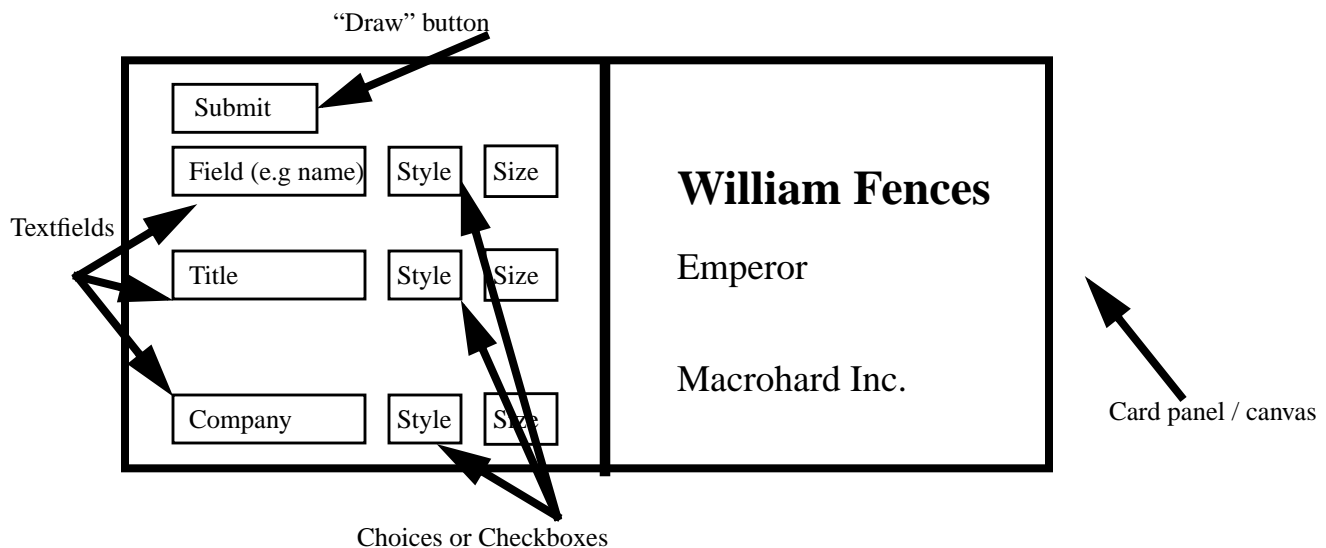 “Draw” button
Submit
Field (e.g name) Style Size
William Fences
Textfields
Title Style Size
Emperor
Macrohard Inc.
Company Style Size
Card panel / canvas
Choices or Checkboxes